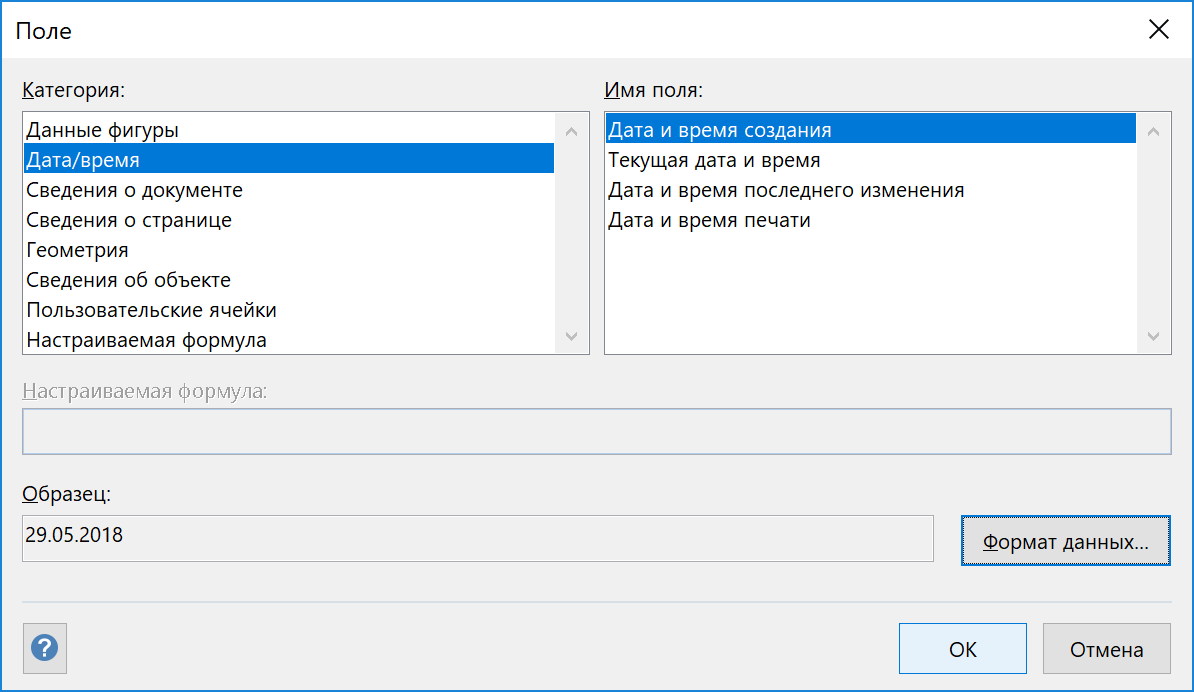 Поле
Категория:
Данные фигуры
Дата/время
Сведения о документе
Сведения о странице
Геометрия
Сведения об объекте
Пользовательские ячейки
Настраиваемая формула
Имя поля:
Дата и время создания
Текущая дата и время
Дата и время последнего изменения
Дата и время печати
Настраиваемая формула:
Образец:
29.05.2018
Формат данных...
?
ОК
Отмена